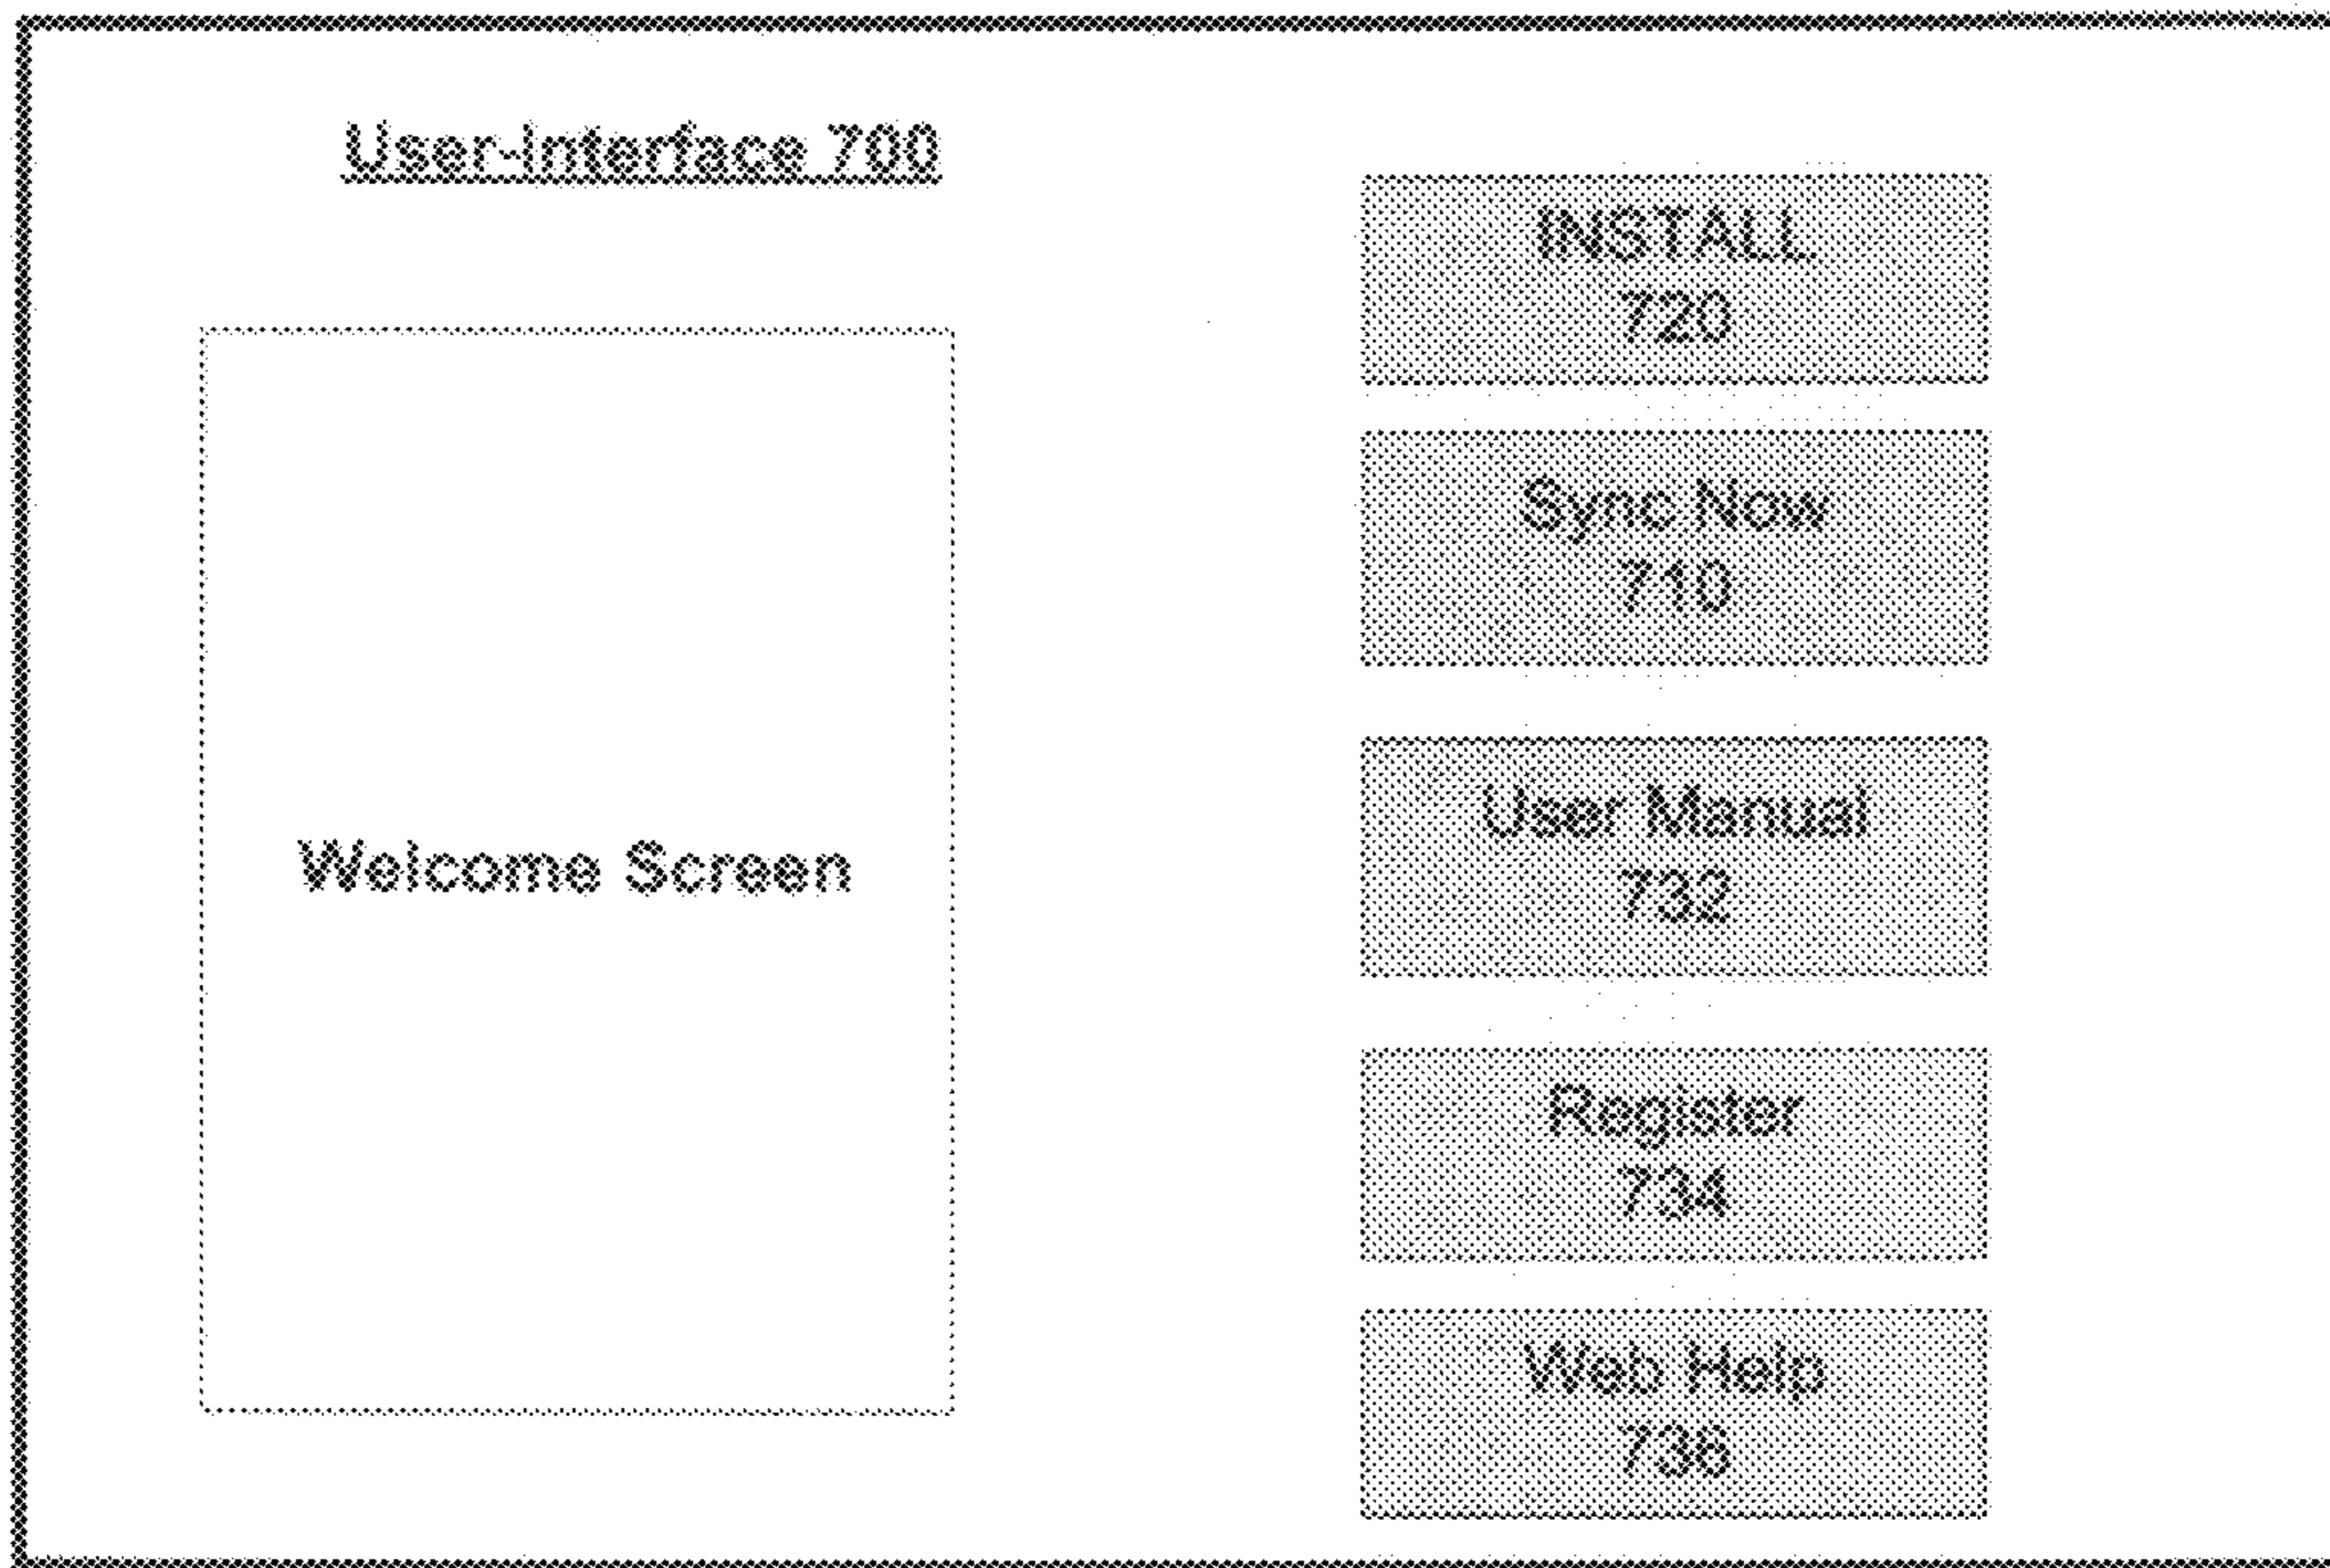 User-interface 700
INSTALL
720
Sync Now
710
User Manual
732
Welcome Screen
Register
734
Web Help
736